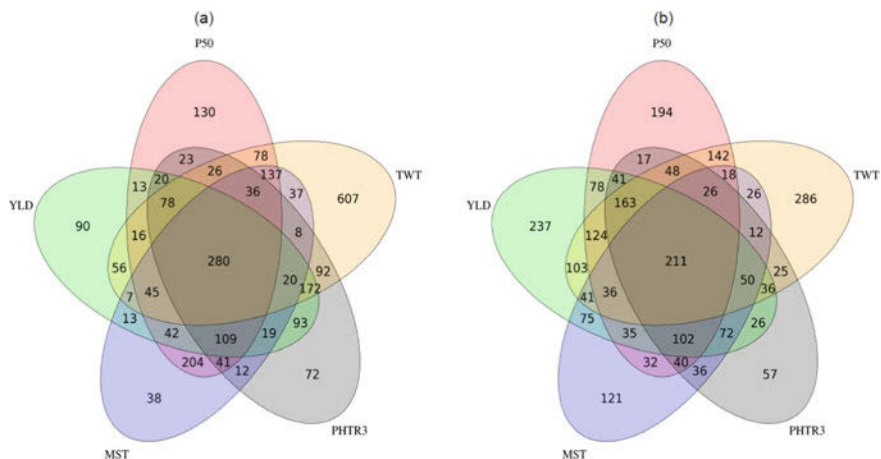 (a) (b)
P50 P50
130 194
23 26 78 137 37 17 48 142 18 26
TWT TWT
13 20 36 607 78 41 26 286
YLD YLD
78 163
90 16 8 237 124 12
280 211
56 20 92 103 50 25
7 45 172 41 36 36
13 42 19 93 75 35 72 26
109 102
204 41 12 72 32 40 36 57
38 121
PHTR3 PHTR3
MST MST